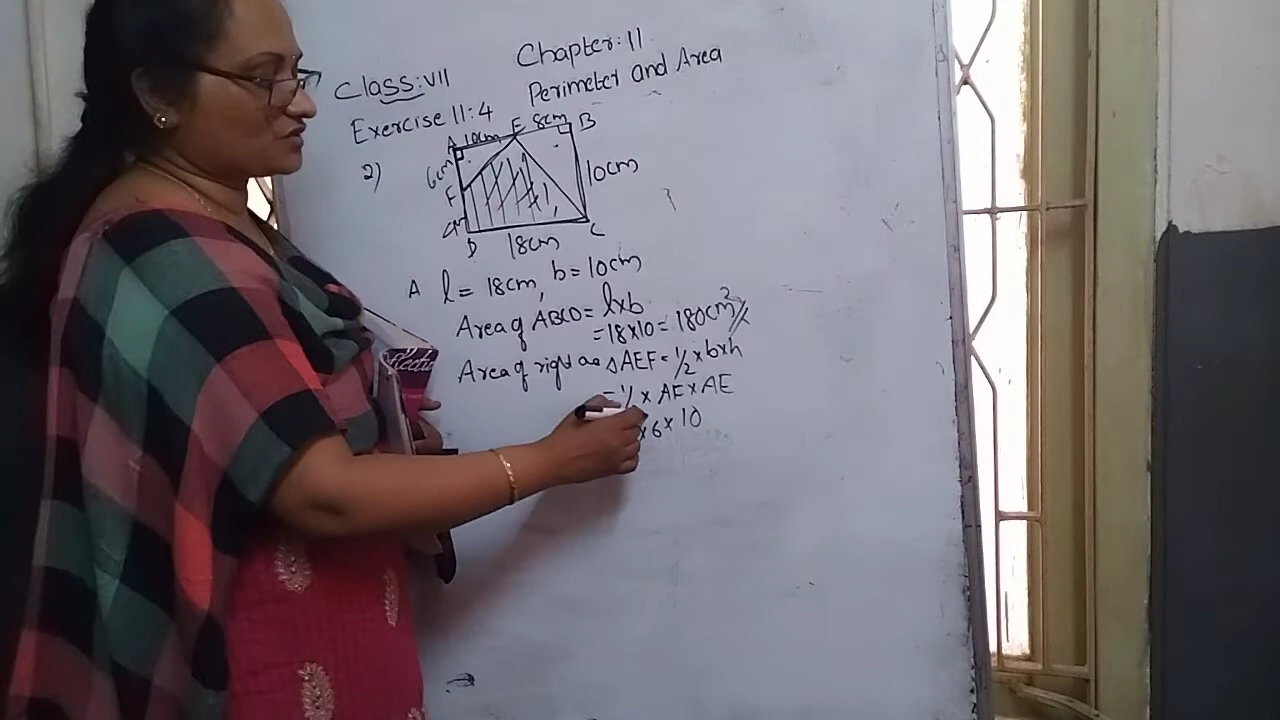 Chapter: 11
Class: VII
Perimeter and Area
Exercise 11.4
2)
A 10cm E 8cm B
6cm
10cm
F
D 18cm C
A l = 18cm, b = 10cm
Area of ABCD = l×b
= 18×10 = 180cm²
Area of right △AEF = 1/2 × b×h
= 1/2 × AF × AE
×6×10